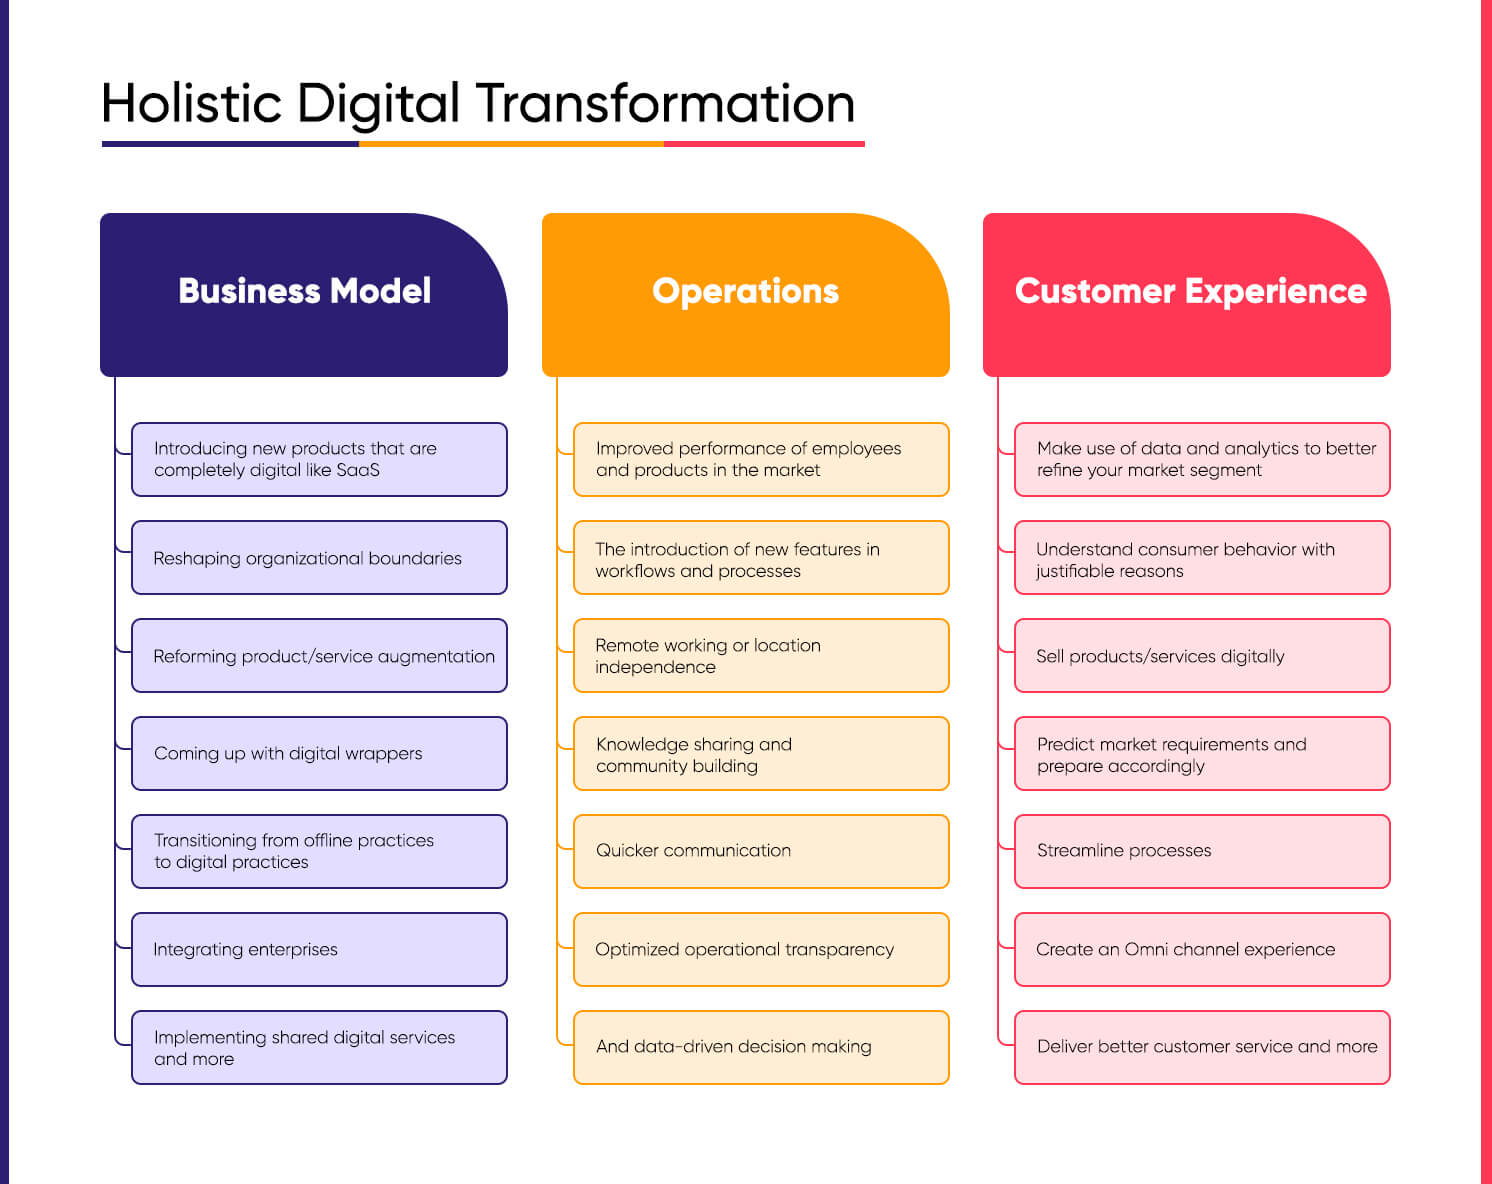 Holistic Digital Transformation
Business Model
Introducing new products that are
completely digital like SaaS
Reshaping organizational boundaries
Reforming product/service augmentation
Coming up with digital wrappers
Transitioning from offline practices
to digital practices
Integrating enterprises
Implementing shared digital services
and more
Operations
Improved performance of employees
and products in the market
The introduction of new features in
workflows and processes
Remote working or location
independence
Knowledge sharing and
community building
Quicker communication
Optimized operational transparency
And data-driven decision making
Customer Experience
Make use of data and analytics to better
refine your market segment
Understand consumer behavior with
justifiable reasons
Sell products/services digitally
Predict market requirements and
prepare accordingly
Streamline processes
Create an Omni channel experience
Deliver better customer service and more